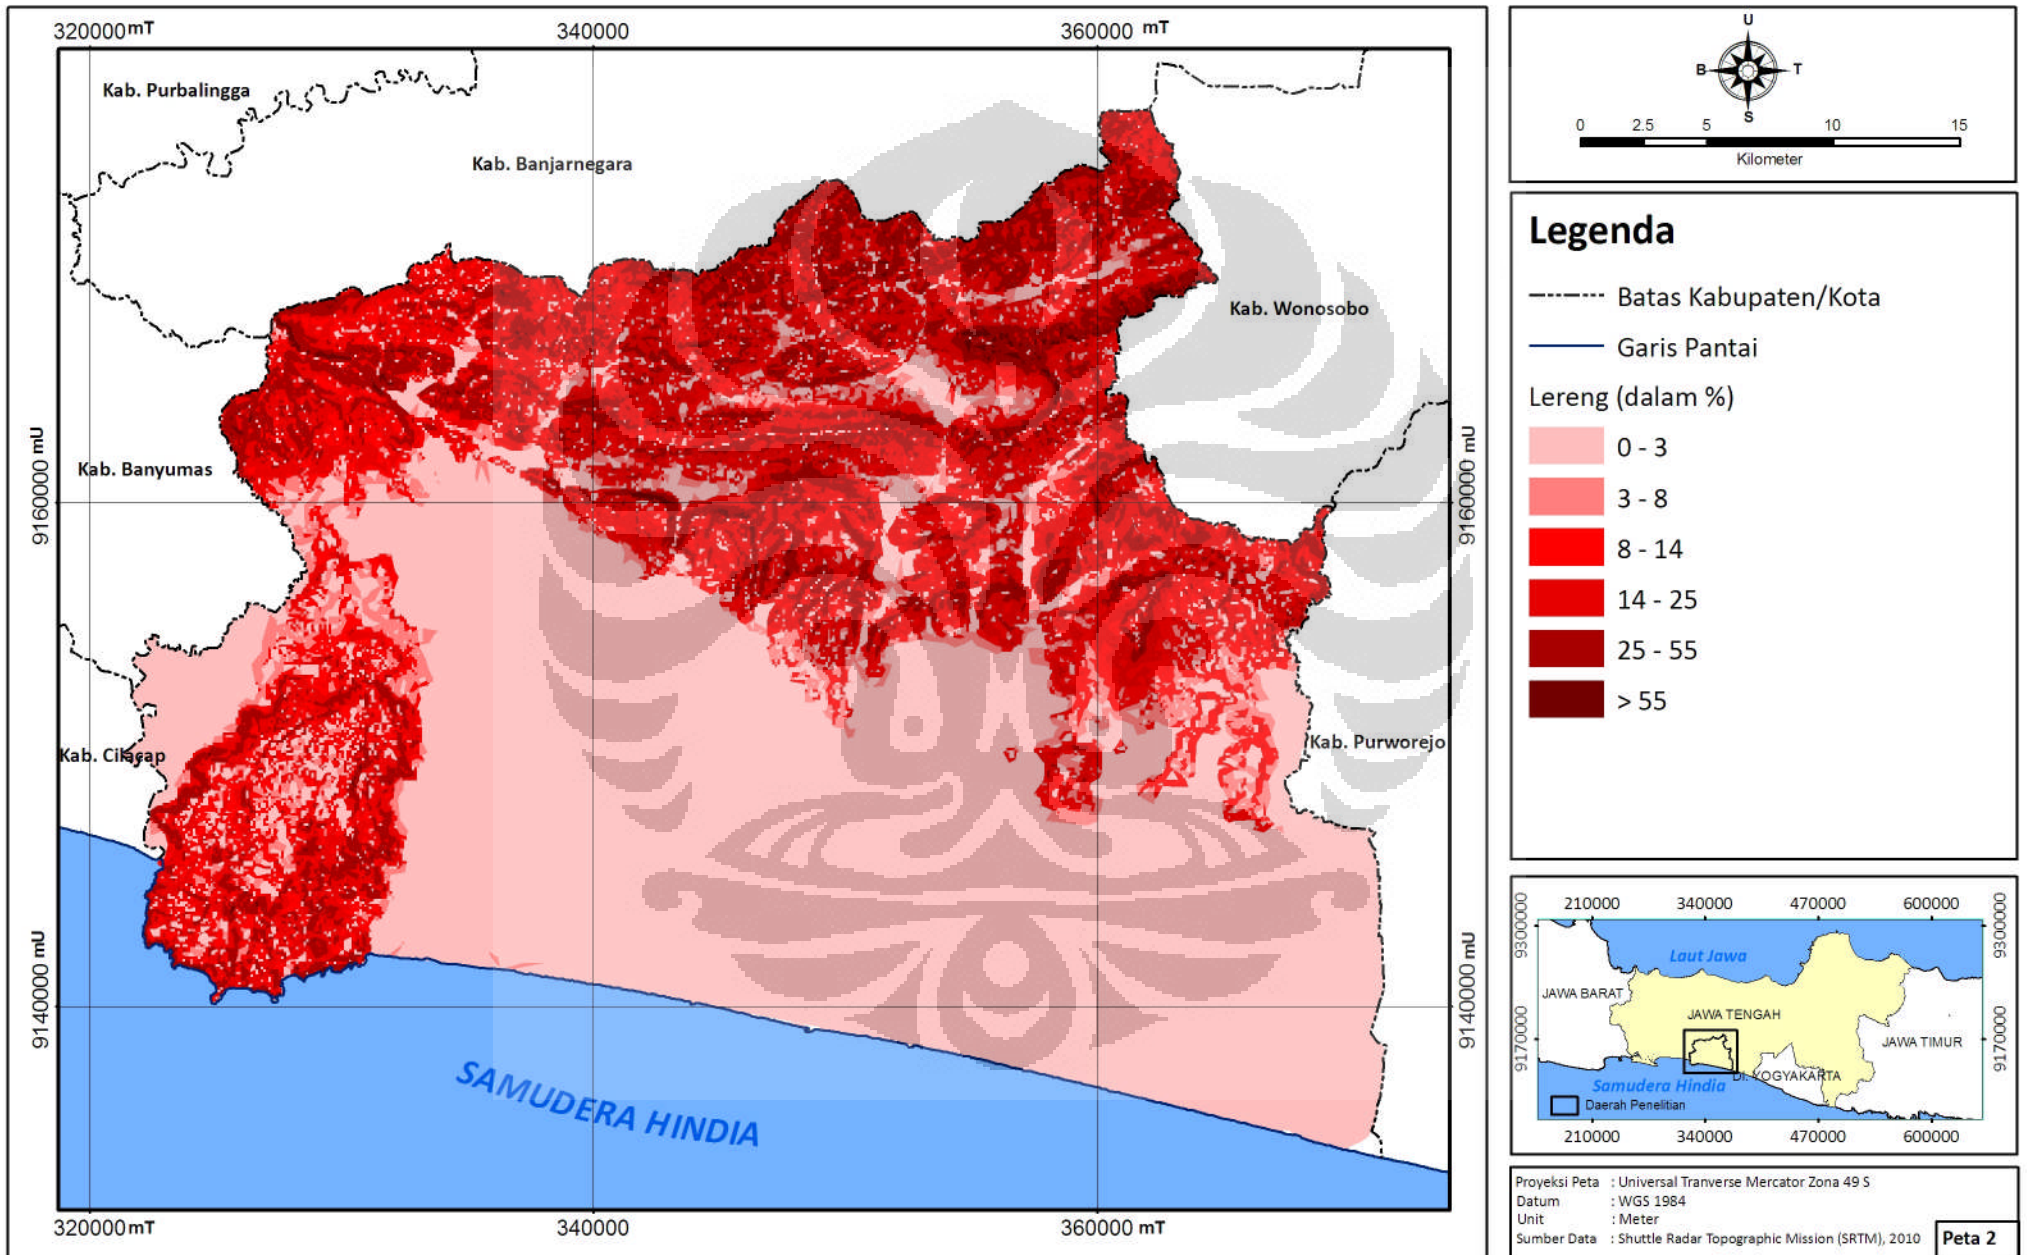 320000 mT 340000 360000 mT
Kab. Purbalingga
Kab. Banjarnegara
Kab. Wonosobo
Kab. Banyumas
Kab. Cilacap
Kab. Purworejo
9160000 mU
9160000 mU
9140000 mU
9140000 mU
SAMUDERA HINDIA
320000 mT 340000 360000 mT
U
B T
S
0 2.5 5 10 15
Kilometer
Legenda
Batas Kabupaten/Kota
Garis Pantai
Lereng (dalam %)
0 - 3
3 - 8
8 - 14
14 - 25
25 - 55
> 55
210000 340000 470000 600000
9300000
9300000
Laut Jawa
JAWA BARAT
JAWA TENGAH
JAWA TIMUR
9170000
9170000
DI. YOGYAKARTA
Samudera Hindia
Daerah Penelitian
210000 340000 470000 600000
Proyeksi Peta : Universal Tranverse Mercator Zona 49 S
Datum : WGS 1984
Unit : Meter
Sumber Data : Shuttle Radar Topographic Mission (SRTM), 2010
Peta 2